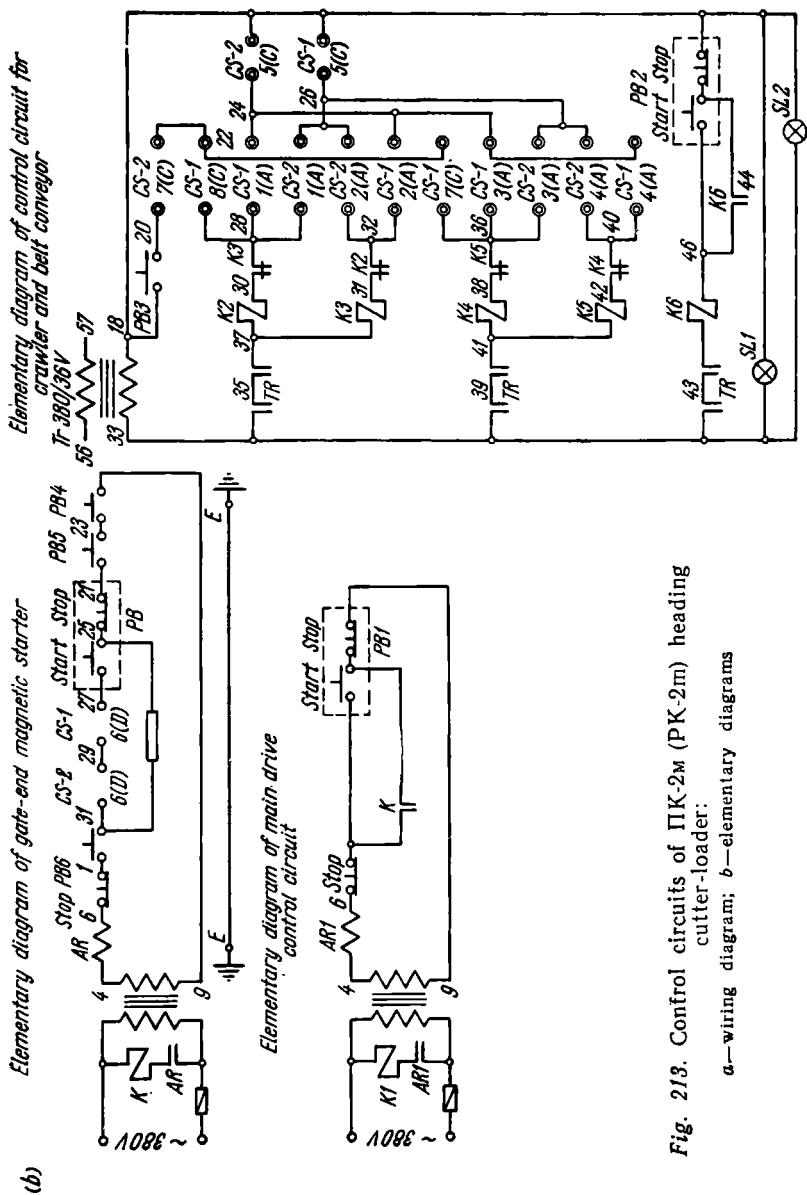 (b)
Elementary diagram of gate-end magnetic starter
Stop PB6
CS-2
CS-1
Start Stop
PB5
PB4
AR
4
6
1
31
29
27
25
21
23
6(D)
6(D)
PB
K
AR
9
~380V
E
E
Elementary diagram of main drive
control circuit
AR1
4
6 Stop
Start Stop
PB1
K
K1
AR1
9
~380V
Elementary diagram of control circuit for
crawler and belt conveyor
Tr 380/36V
56
57
33
18
PB3
20
CS-2
7(C)
CS-1
8(C)
22
24
CS-2
5(C)
35
TR
37
K2
30
K3
28
CS-1
1(A)
CS-2
1(A)
26
CS-1
5(C)
K3
31
K2
32
CS-2
2(A)
CS-1
2(A)
CS-1
7(C)
39
TR
41
K4
38
K5
36
CS-1
3(A)
CS-2
3(A)
K5
42
K4
40
CS-2
4(A)
CS-1
4(A)
43
TR
K6
46
K6
44
PB2
Start Stop
SL1
SL2
Fig. 213. Control circuits of ПК-2м (PK-2m) heading
cutter-loader:
a—wiring diagram; b—elementary diagrams